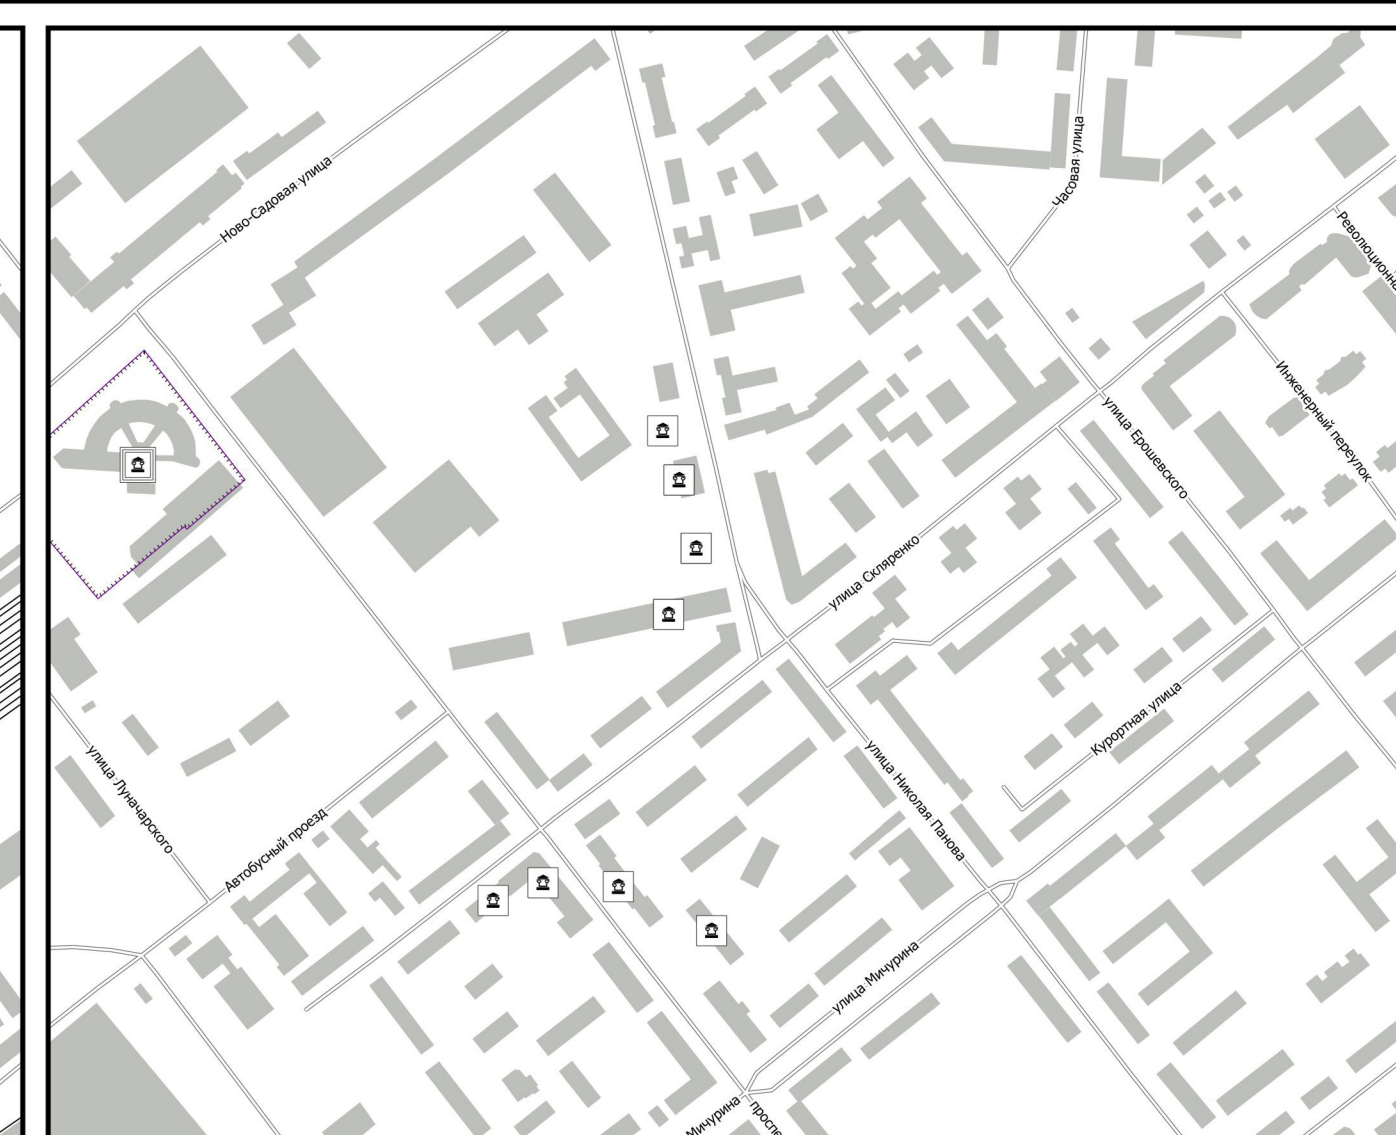 Ново-Садовая улица
Часовая улица
Инженерный переулок
улица Ерошевского
улица Скляренко
Курортная улица
улица Николая Панова
улица Луначарского
Автобусный проезд
улица Мичурина
Мичурина